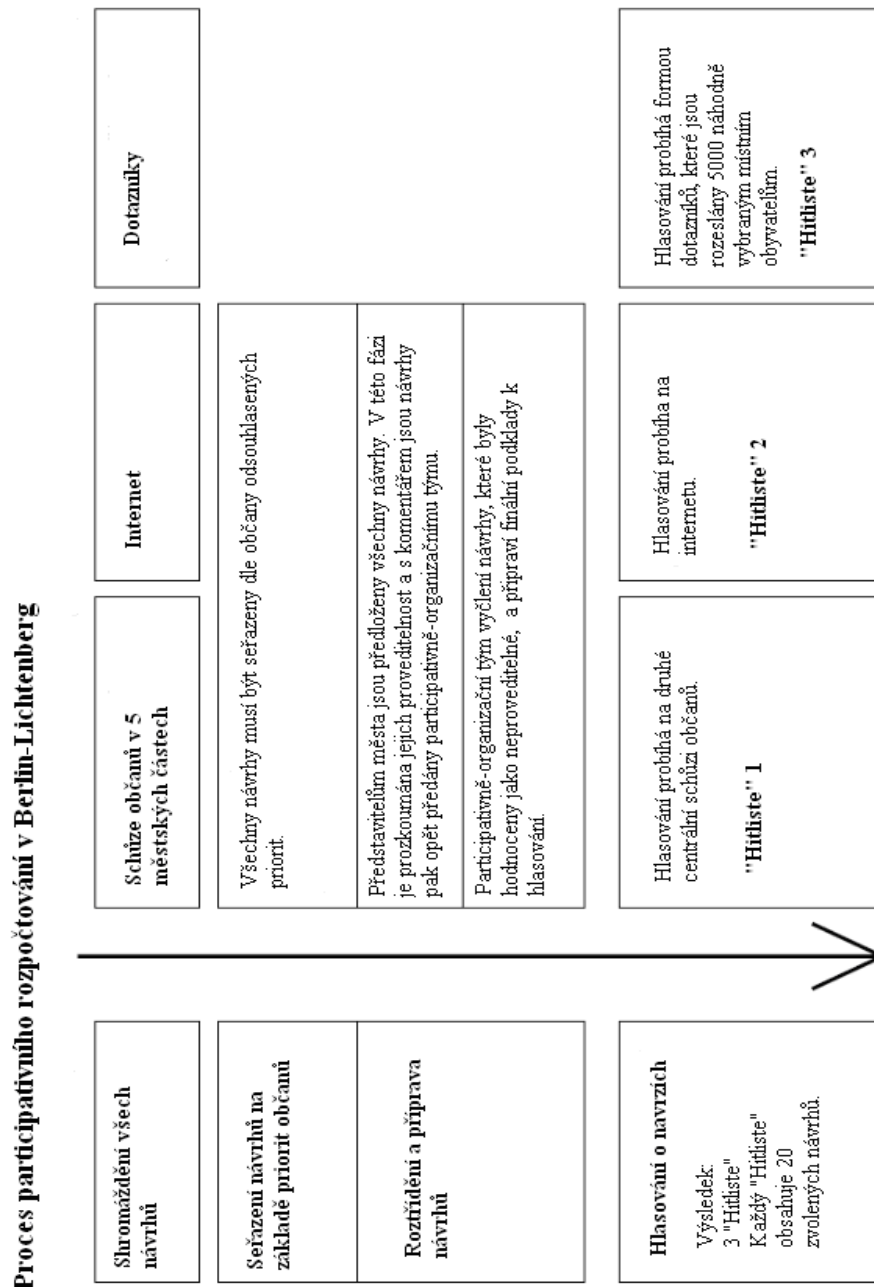 Proces participativního rozpočtování v Berlin-Lichtenberg
Shromáždění všech
návrhů
Schůze občanů v 5
městských částech
Internet
Dotazníky
Seřazení návrhů na
základě priorit občanů
Všechny návrhy musí být seřazeny dle občany odsouhlasených
priorit.
Roztřídění a příprava
návrhů
Představitelům města jsou předloženy všechny návrhy. V této fázi
je prozkoumána jejich proveditelnost a s komentářem jsou návrhy
pak opět předány participativně-organizačnímu týmu.
Participativně-organizační tým vyčlení návrhy, které byly
hodnoceny jako neproveditelné, a připraví finální podklady k
hlasování.
Hlasování o navrzích
Výsledek:
3 "Hitliste"
Každý "Hitliste"
obsahuje 20
zvolených návrhů.
Hlasování probíhá na druhé
centrální schůzi občanů.
"Hitliste" 1
Hlasování probíha na
internetu.
"Hitliste" 2
Hlasování probíhá formou
dotazníků, které jsou
rozeslány 5000 náhodně
vybraným místním
obyvatelům.
"Hitliste" 3